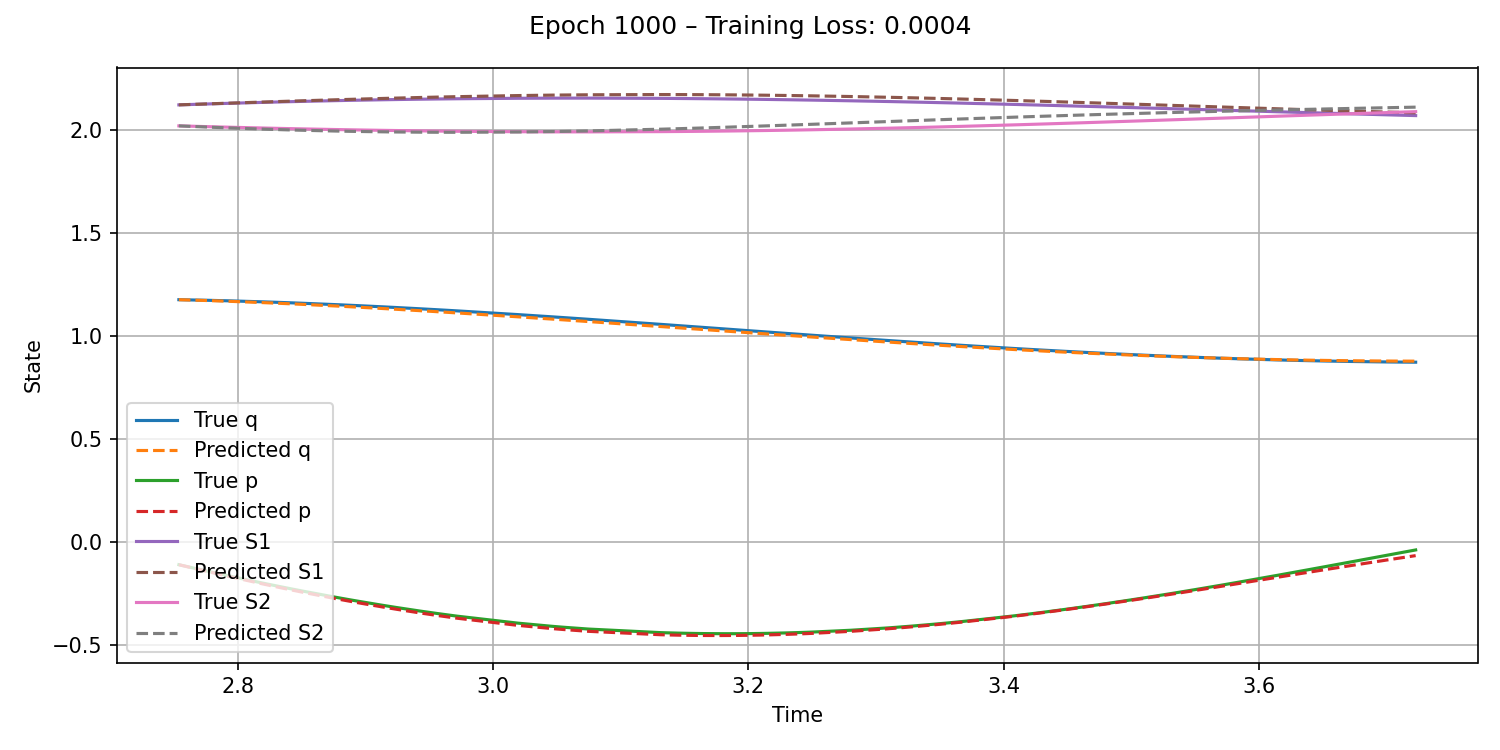 Epoch 1000 – Training Loss: 0.0004
State
2.0
1.5
1.0
0.5
0.0
−0.5
True q
Predicted q
True p
Predicted p
True S1
Predicted S1
True S2
Predicted S2
2.8 3.0 3.2 3.4 3.6
Time